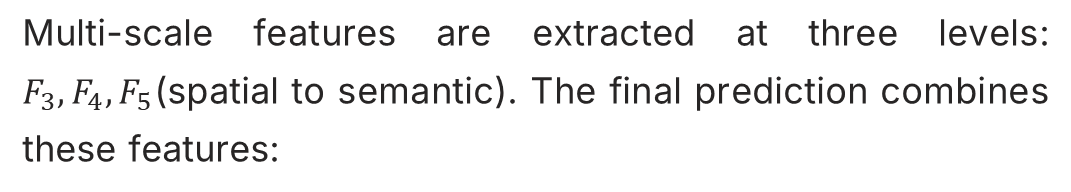 Multi-scale features are extracted at three levels:
F₃, F₄, F₅(spatial to semantic). The final prediction combines
these features: